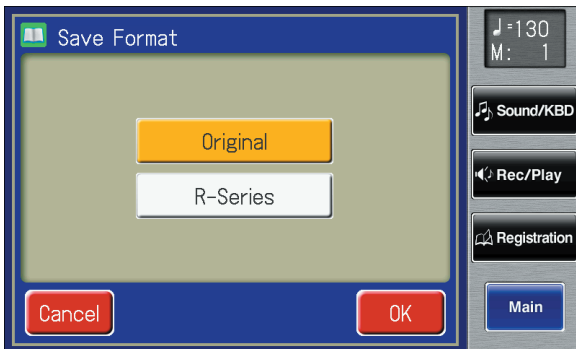 Save Format
Original
R-Series
Cancel
OK
♩=130
M: 1
Sound/KBD
Rec/Play
Registration
Main